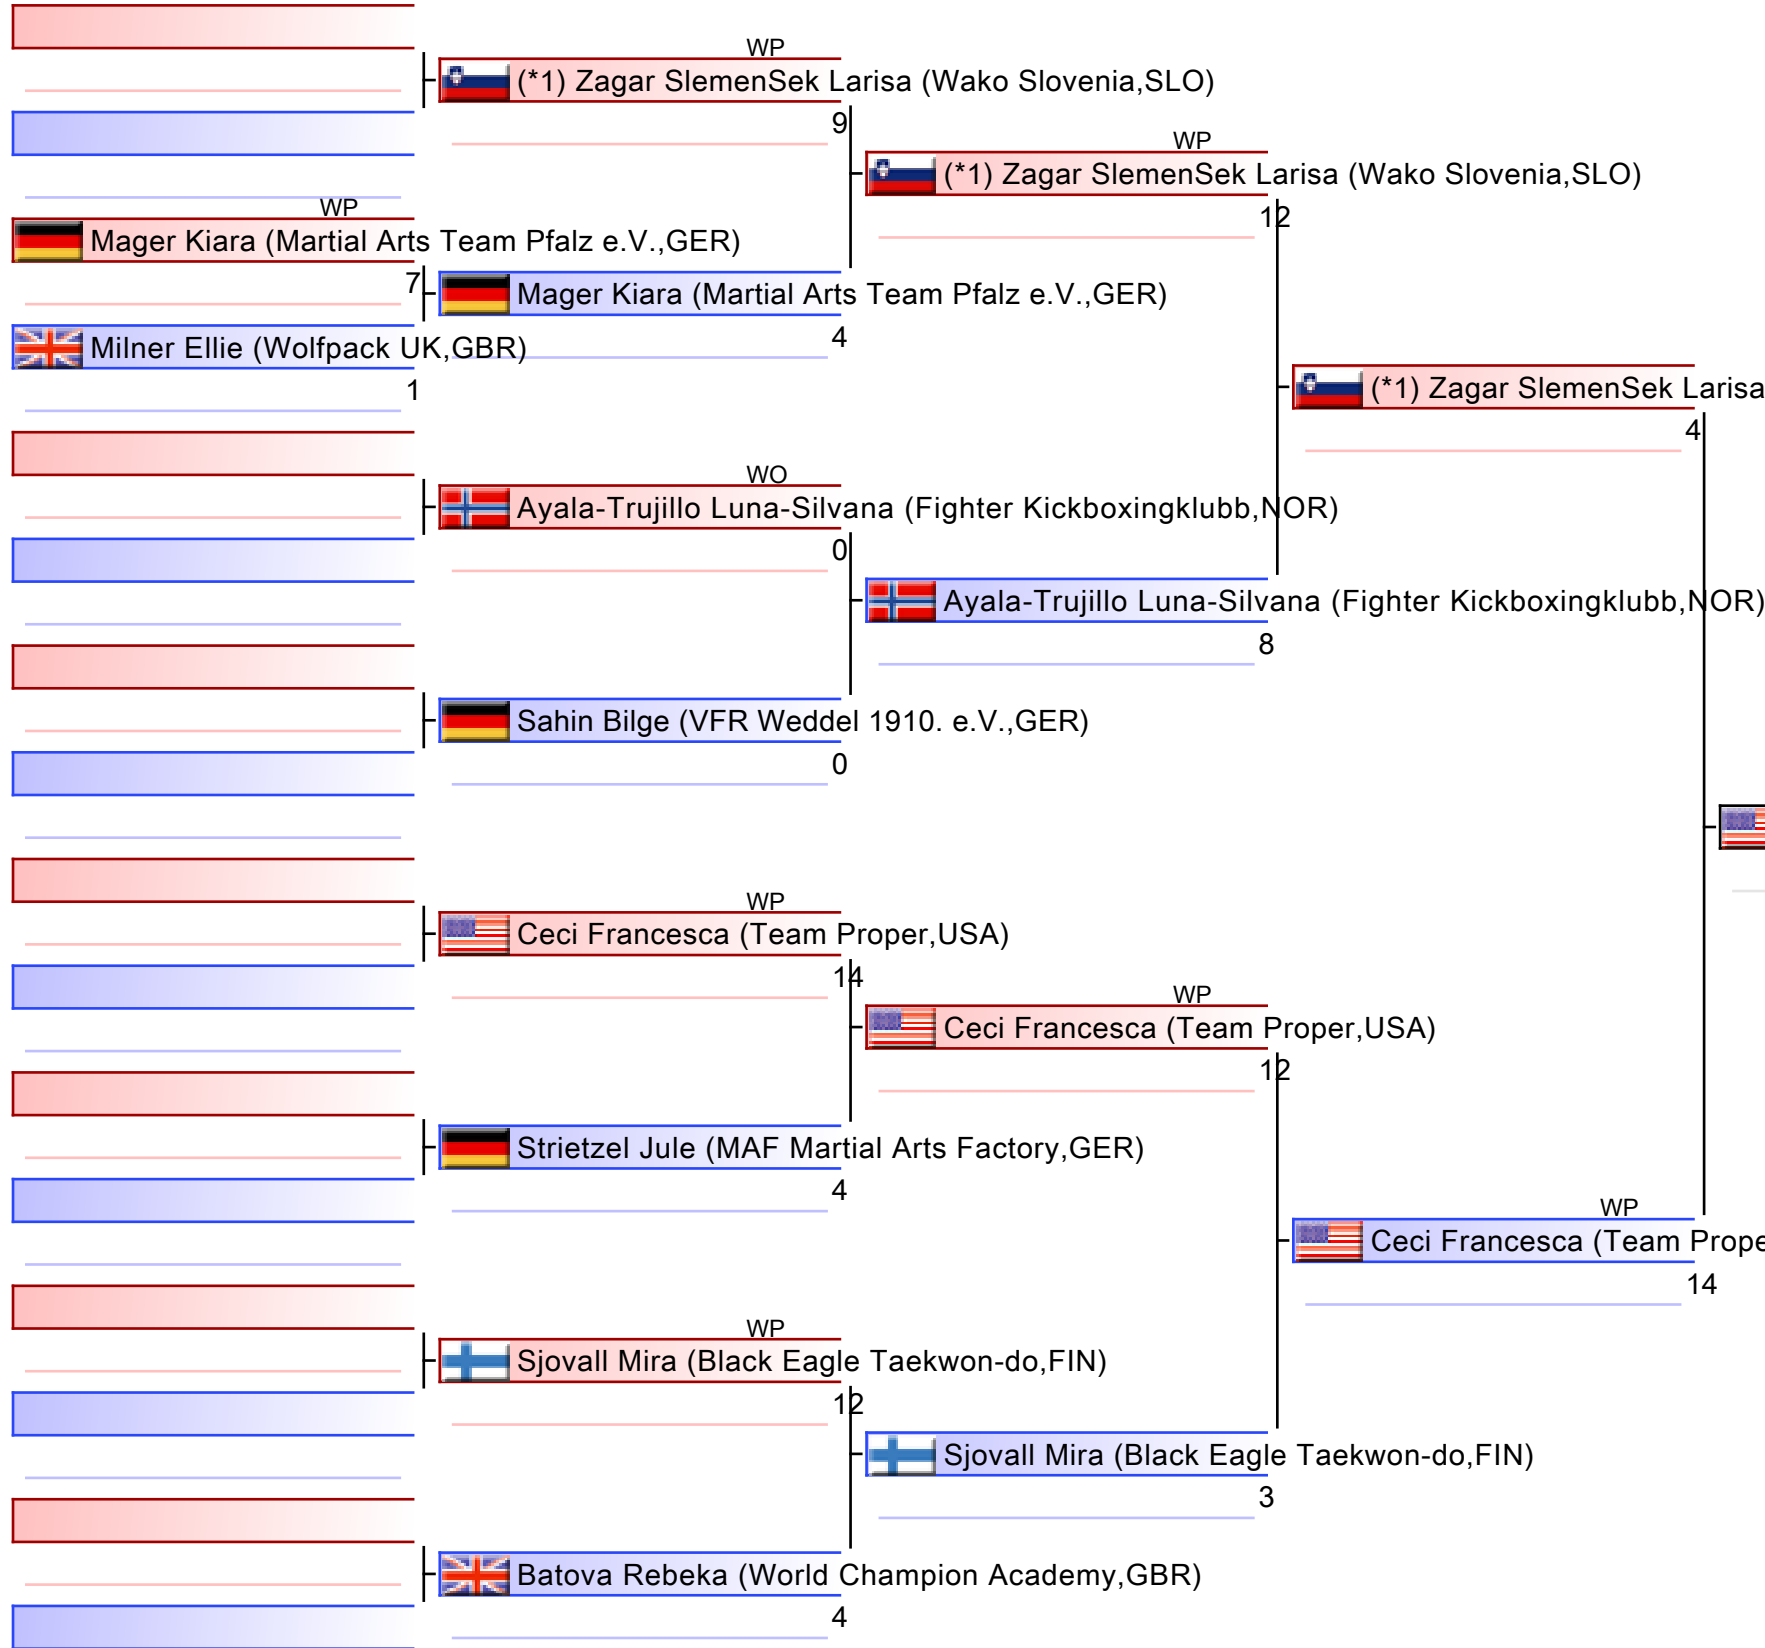 WP
(*1) Zagar SlemenSek Larisa (Wako Slovenia,SLO)
9
WP
(*1) Zagar SlemenSek Larisa (Wako Slovenia,SLO)
12
WP
Mager Kiara (Martial Arts Team Pfalz e.V.,GER)
7
Mager Kiara (Martial Arts Team Pfalz e.V.,GER)
4
Milner Ellie (Wolfpack UK,GBR)
1
(*1) Zagar SlemenSek Larisa
4
WO
Ayala-Trujillo Luna-Silvana (Fighter Kickboxingklubb,NOR)
0
Ayala-Trujillo Luna-Silvana (Fighter Kickboxingklubb,NOR)
8
Sahin Bilge (VFR Weddel 1910. e.V.,GER)
0
WP
Ceci Francesca (Team Proper,USA)
14
WP
Ceci Francesca (Team Proper,USA)
12
Strietzel Jule (MAF Martial Arts Factory,GER)
4
WP
Ceci Francesca (Team Prope
14
WP
Sjovall Mira (Black Eagle Taekwon-do,FIN)
12
Sjovall Mira (Black Eagle Taekwon-do,FIN)
3
Batova Rebeka (World Champion Academy,GBR)
4